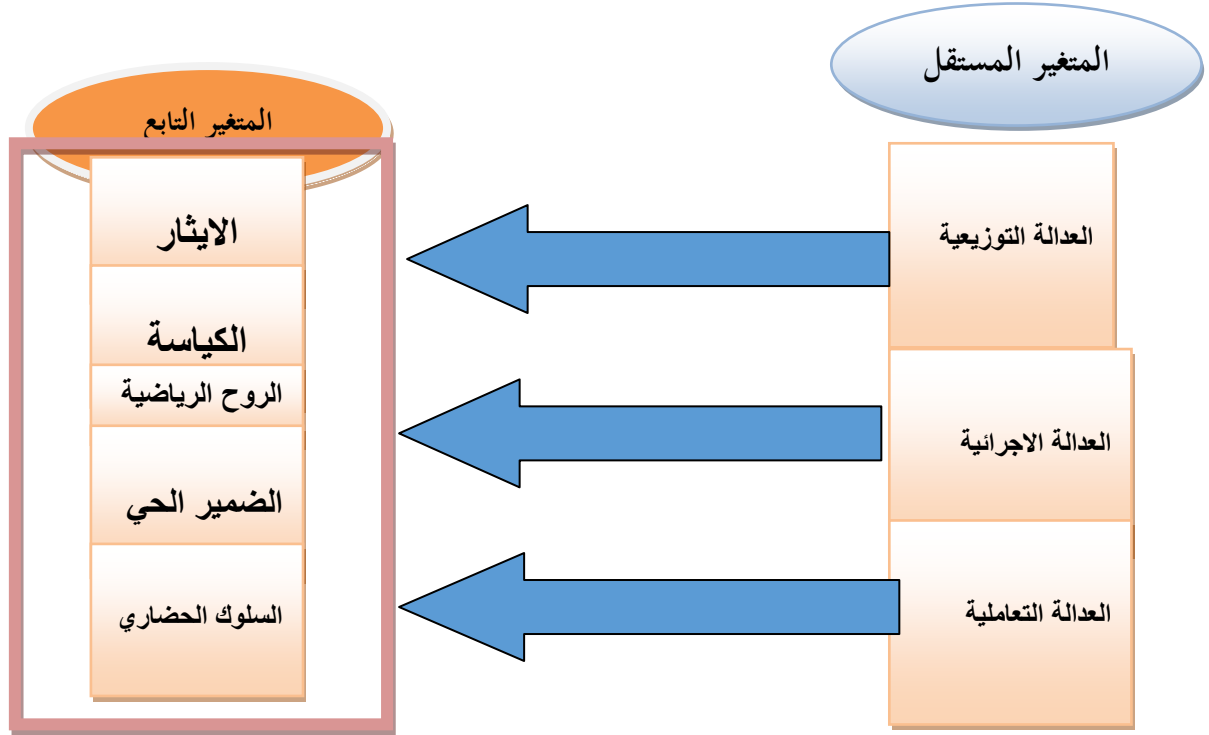 المتغير المستقل
العدالة التوزيعية
العدالة الاجرائية
العدالة التعاملية
المتغير التابع
الايثار
الكياسة
الروح الرياضية
الضمير الحي
السلوك الحضاري